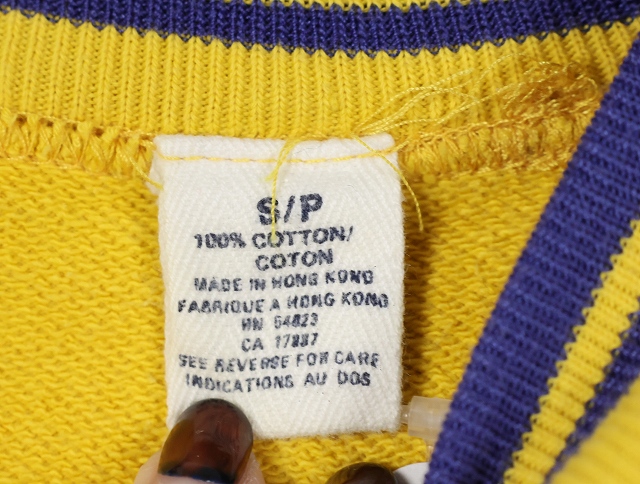 S/P
100% COTTON/
COTON
MADE IN HONG KONG
FABRIQUE A HONG KONG
RN 54823
CA 17887
SEE REVERSE FOR CARE
INDICATIONS AU DOS